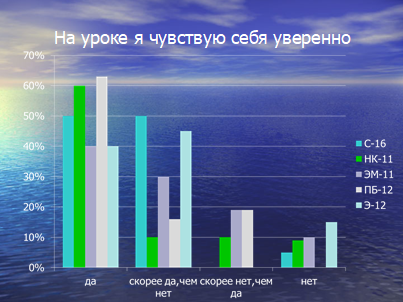 На уроке я чувствую себя уверенно
70%
60%
50%
40%
30%
20%
10%
0%
да
скорее да,чем нет
скорее нет,чем да
нет
С-16
НК-11
ЭМ-11
ПБ-12
Э-12